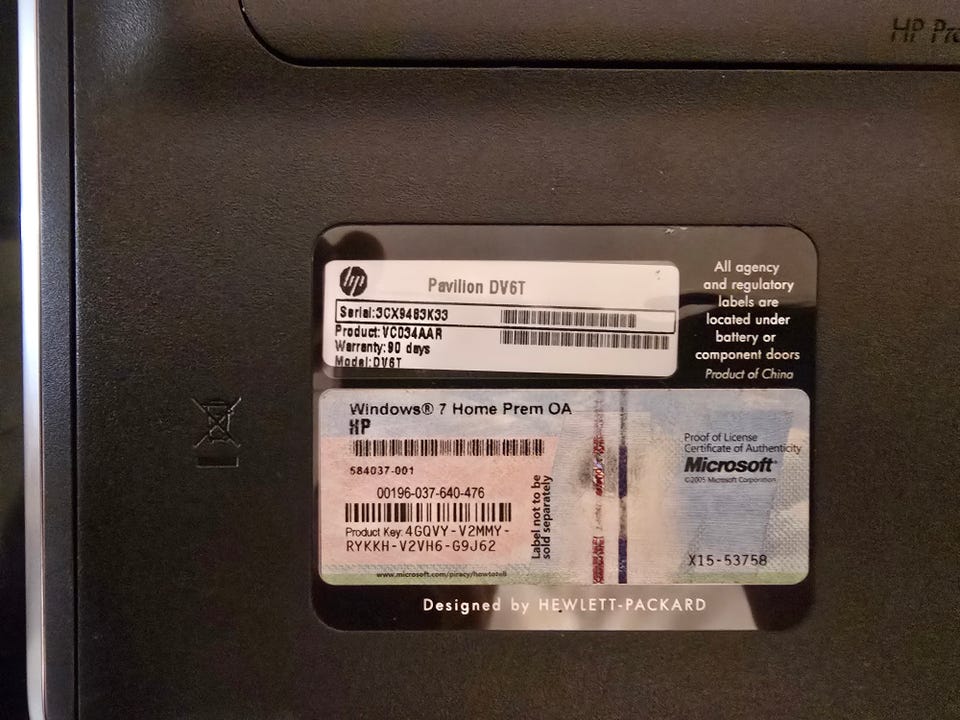 HP Pro
hp
Pavilion DV6T
Serial:3CX9483K33
Product:VC034AAR
Warranty:90 days
Model:DV6T
All agency
and regulatory
labels are
located under
battery or
component doors
Product of China
Windows® 7 Home Prem OA
HP
584037-001
00196-037-640-476
Product Key: 4GQVY-V2MMY-
RYKKH-V2VH6-G9J62
Label not to be
sold separately
www.microsoft.com/piracy/howtotell
Proof of License
Certificate of Authenticity
Microsoft®
©2005 Microsoft Corporation
X15-53758
Designed by HEWLETT-PACKARD